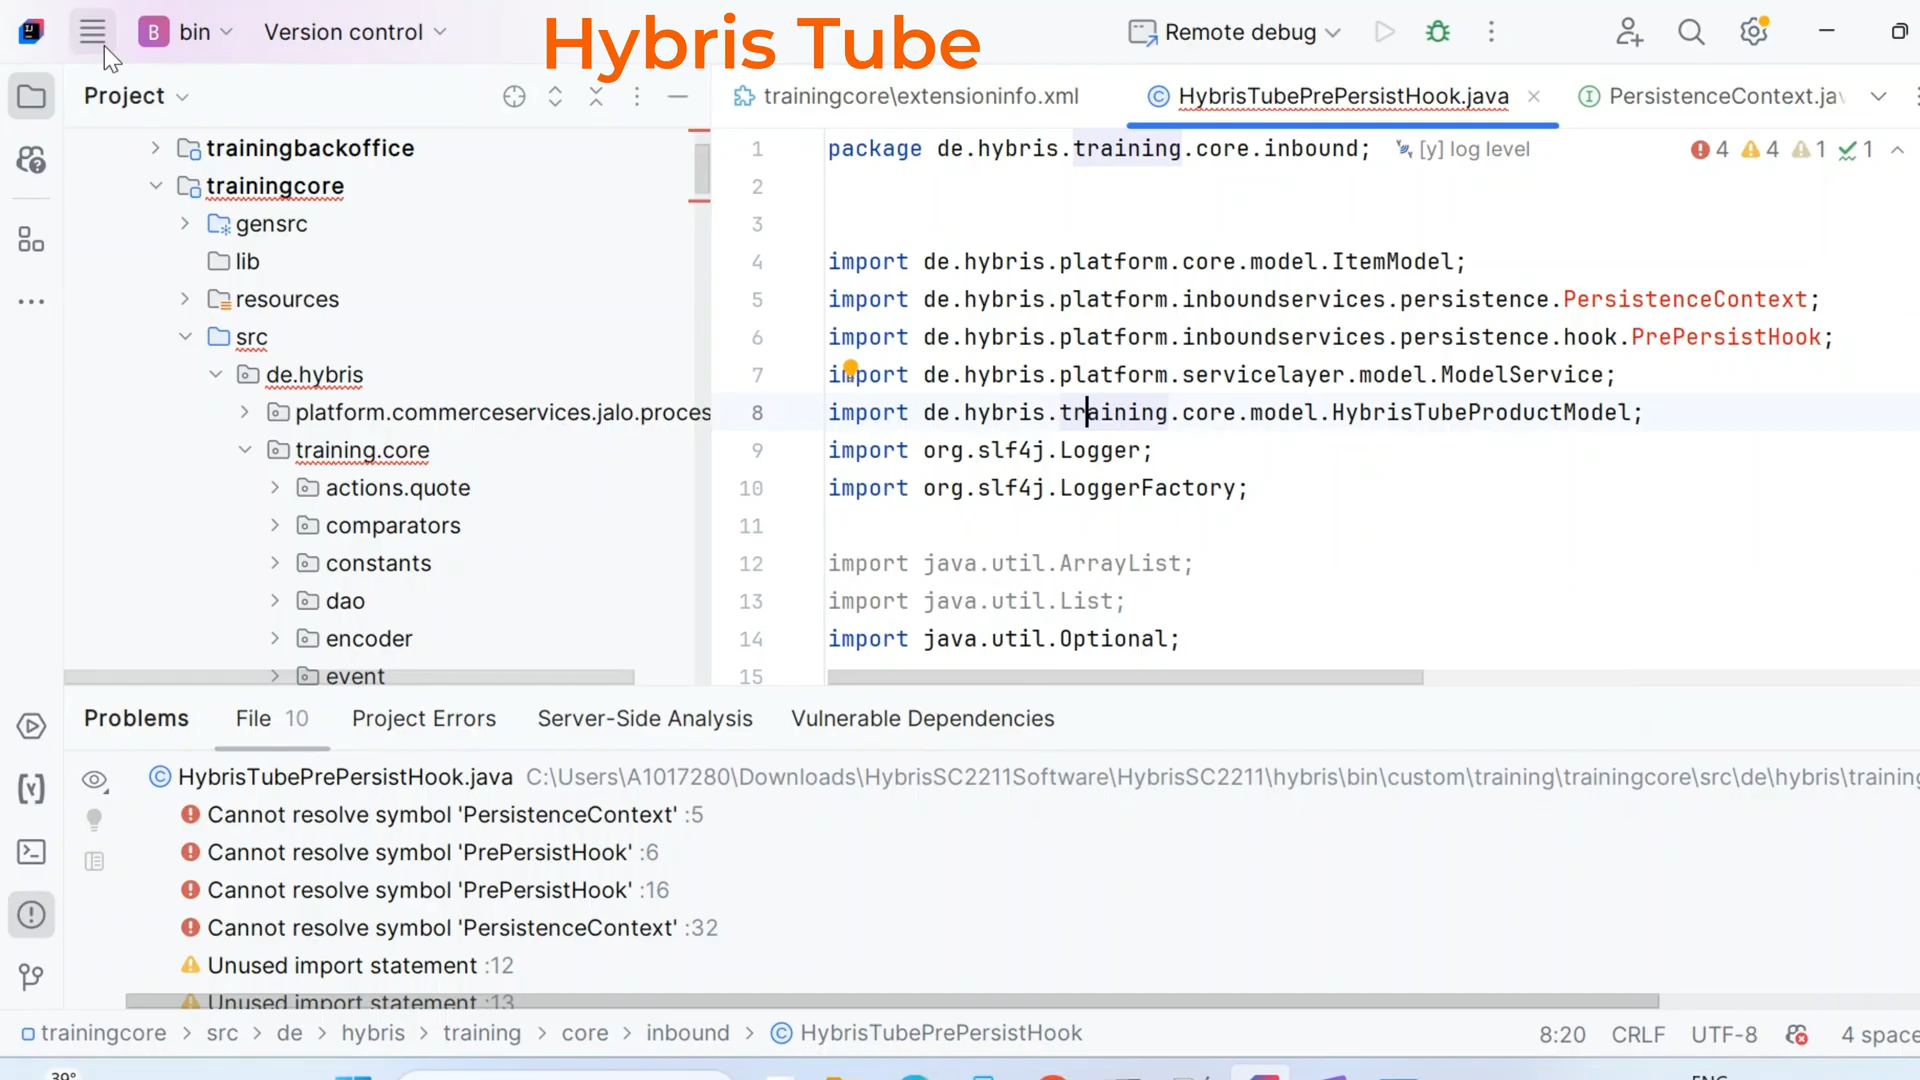 B bin
Version control
Hybris Tube
Remote debug
Project
trainingcore\extensioninfo.xml
HybrisTubePrePersistHook.java
PersistenceContext.jav
trainingbackoffice
trainingcore
gensrc
lib
resources
src
de.hybris
platform.commerceservices.jalo.proces
training.core
actions.quote
comparators
constants
dao
encoder
event
1 package de.hybris.training.core.inbound; [y] log level
4 4 1 1
2
3
4 import de.hybris.platform.core.model.ItemModel;
5 import de.hybris.platform.inboundservices.persistence.PersistenceContext;
6 import de.hybris.platform.inboundservices.persistence.hook.PrePersistHook;
7 import de.hybris.platform.servicelayer.model.ModelService;
8 import de.hybris.training.core.model.HybrisTubeProductModel;
9 import org.slf4j.Logger;
10 import org.slf4j.LoggerFactory;
11
12 import java.util.ArrayList;
13 import java.util.List;
14 import java.util.Optional;
15
Problems File 10 Project Errors Server-Side Analysis Vulnerable Dependencies
HybrisTubePrePersistHook.java C:\Users\A1017280\Downloads\HybrisSC2211Software\HybrisSC2211\hybris\bin\custom\training\trainingcore\src\de\hybris\training
Cannot resolve symbol 'PersistenceContext' :5
Cannot resolve symbol 'PrePersistHook' :6
Cannot resolve symbol 'PrePersistHook' :16
Cannot resolve symbol 'PersistenceContext' :32
Unused import statement :12
Unused import statement :13
trainingcore > src > de > hybris > training > core > inbound > HybrisTubePrePersistHook
8:20 CRLF UTF-8 4 space
39°
ENG